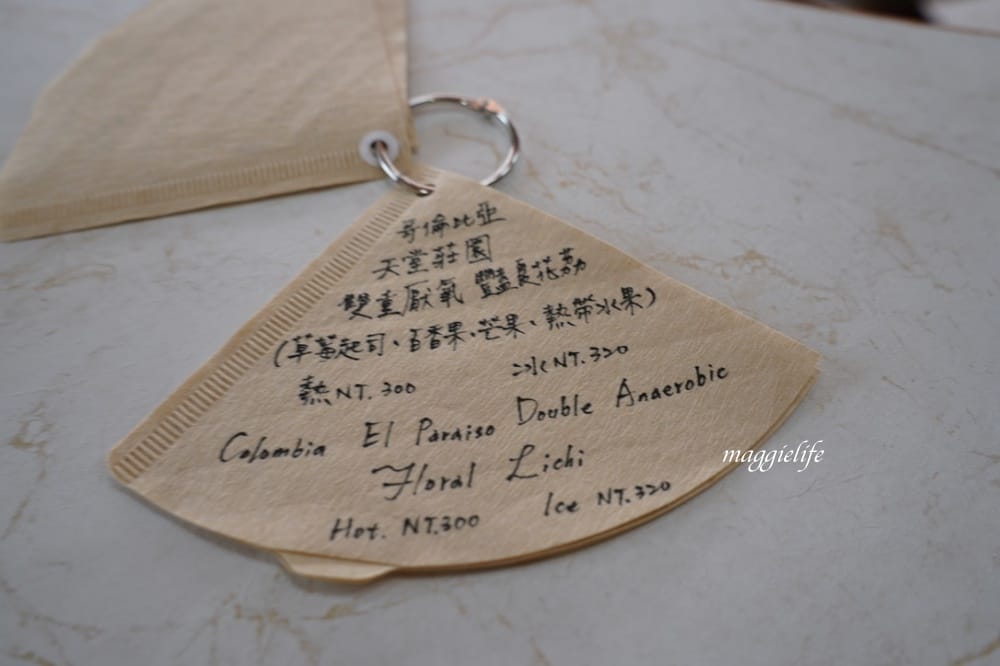 哥倫比亞
天堂莊園
雙重厭氧 豔夏花荔
(草莓起司、百香果、芒果、熱帶水果)
熱NT.300 冰NT.320
Colombia El Paraiso Double Anaerobic
Floral Lichi
Hot. NT.300 Ice NT.320
maggielife